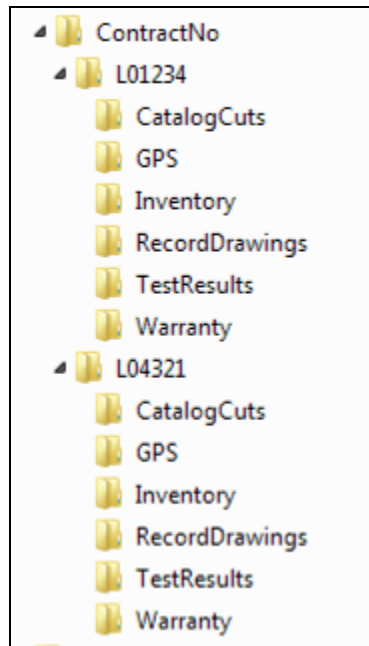 ContractNo
L01234
CatalogCuts
GPS
Inventory
RecordDrawings
TestResults
Warranty
L04321
CatalogCuts
GPS
Inventory
RecordDrawings
TestResults
Warranty